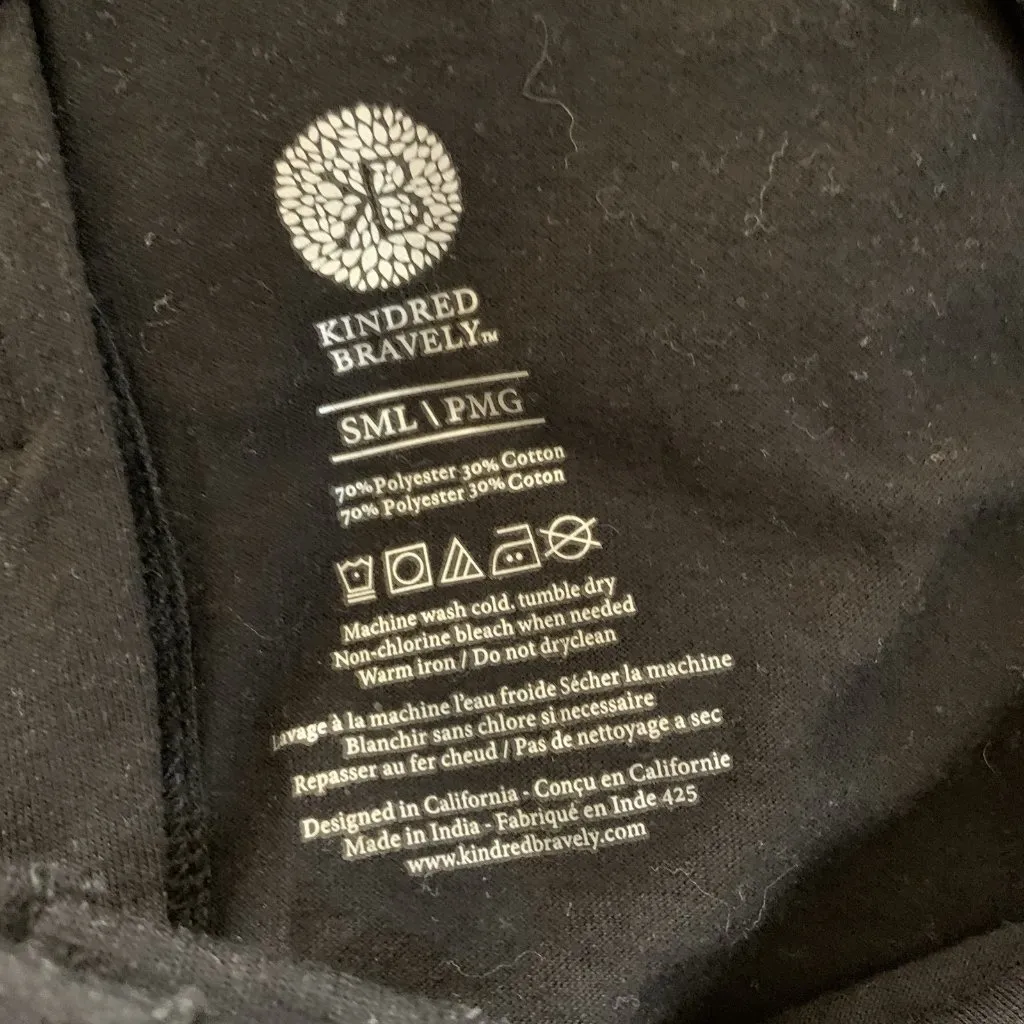 KB
KINDRED
BRAVELY™
SML \ PMG
70% Polyester 30% Cotton
70% Polyester 30% Coton
Machine wash cold, tumble dry
Non-chlorine bleach when needed
Warm iron / Do not dryclean
Lavage à la machine l'eau froide Sécher la machine
Blanchir sans chlore si necessaire
Repasser au fer cheud / Pas de nettoyage a sec
Designed in California - Conçu en Californie
Made in India - Fabriqué en Inde 425
www.kindredbravely.com